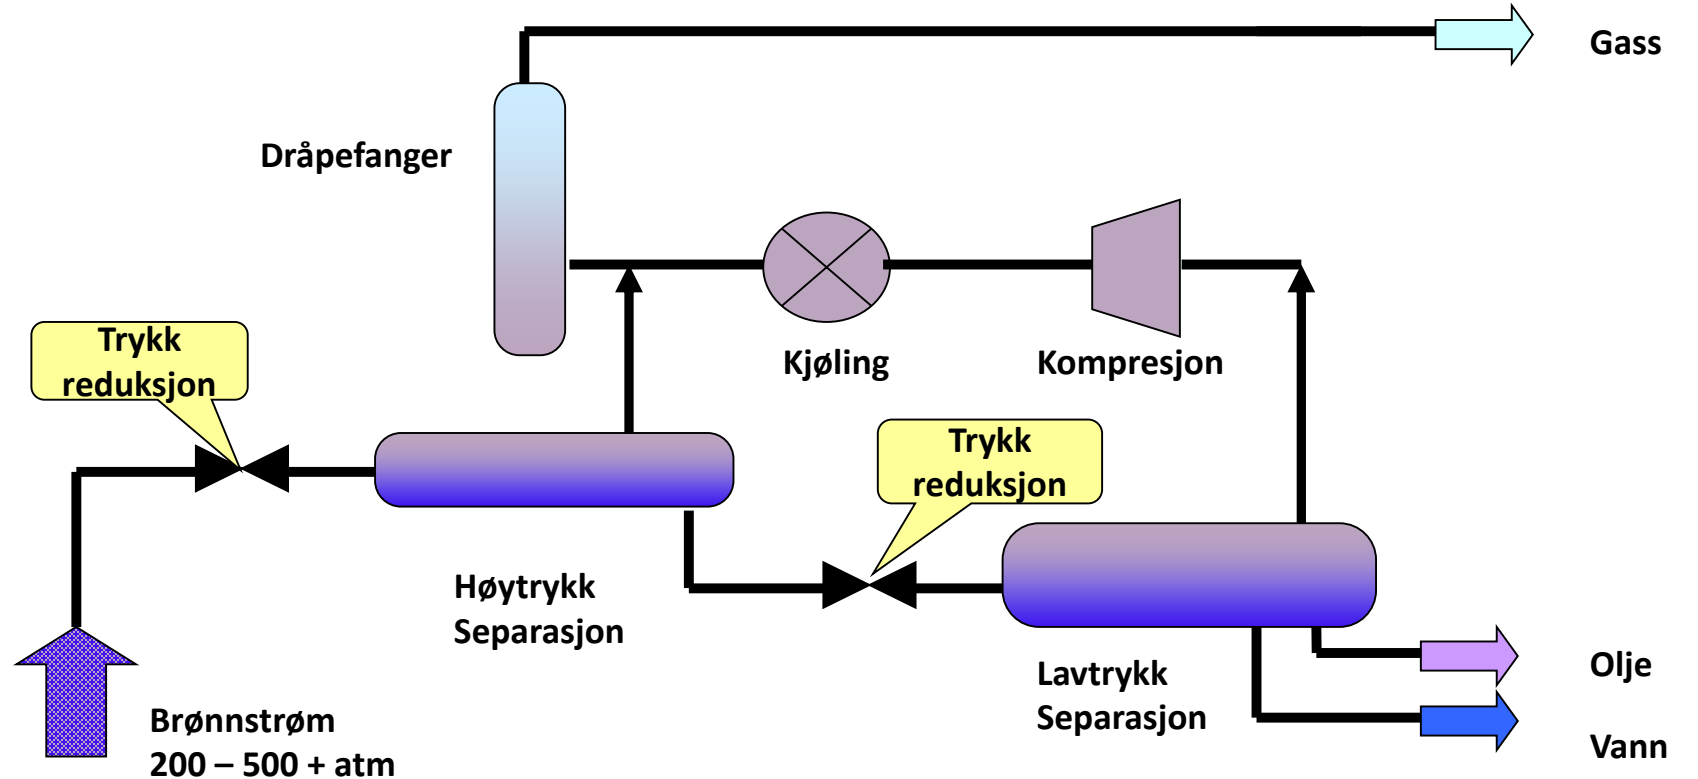 Gass
Dråpefanger
Trykk
reduksjon
Kjøling
Kompresjon
Trykk
reduksjon
Høytrykk
Separasjon
Lavtrykk
Separasjon
Olje
Brønnstrøm
200 – 500 + atm
Vann